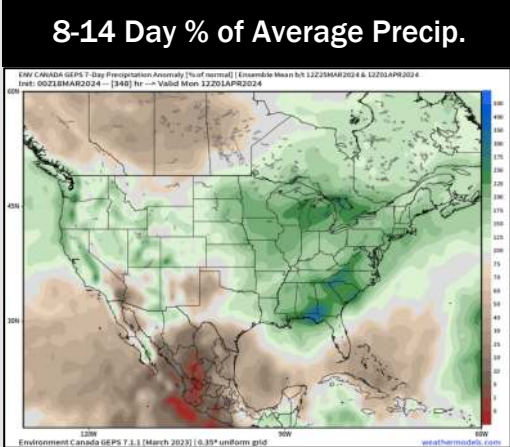 8-14 Day % of Average Precip.
ENV CANADA GEPS 7-Day Precipitation Anomaly [% of normal] | Ensemble Mean b/t 12Z25MAR2024 & 12Z01APR2024
Init: 00Z18MAR2024 -- [348] hr --> Valid Mon 12Z01APR2024
60N
45N
30N
120W
90W
60W
Environment Canada GEPS 7.1.1 [March 2023] | 0.35° uniform grid
weathermodels.com